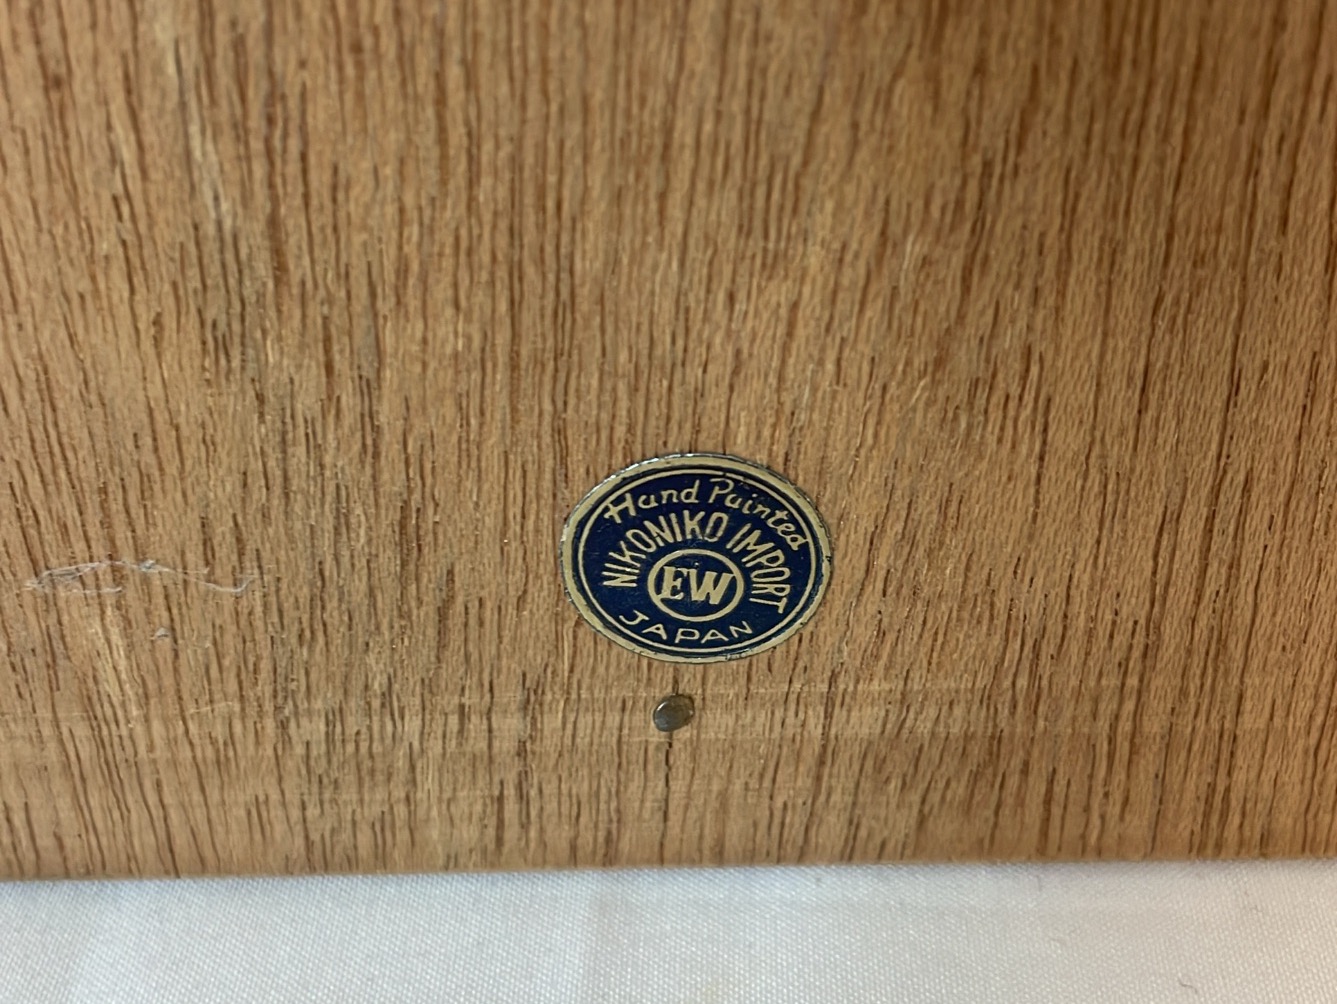 Hand Painted
NIKONIKO IMPORT
EW
JAPAN